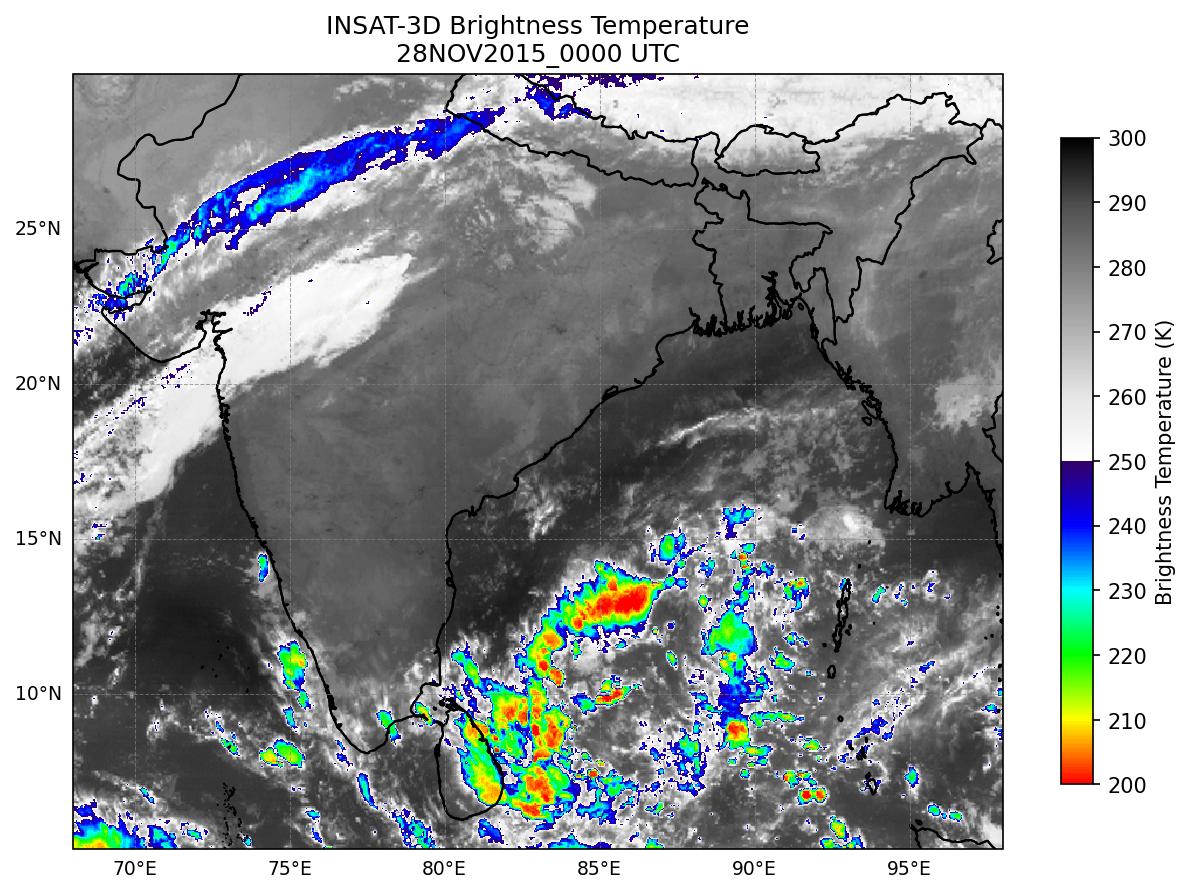 INSAT-3D Brightness Temperature
28NOV2015_0000 UTC
25°N
20°N
15°N
10°N
70°E
75°E
80°E
85°E
90°E
95°E
300
290
280
270
260
250
240
230
220
210
200
Brightness Temperature (K)